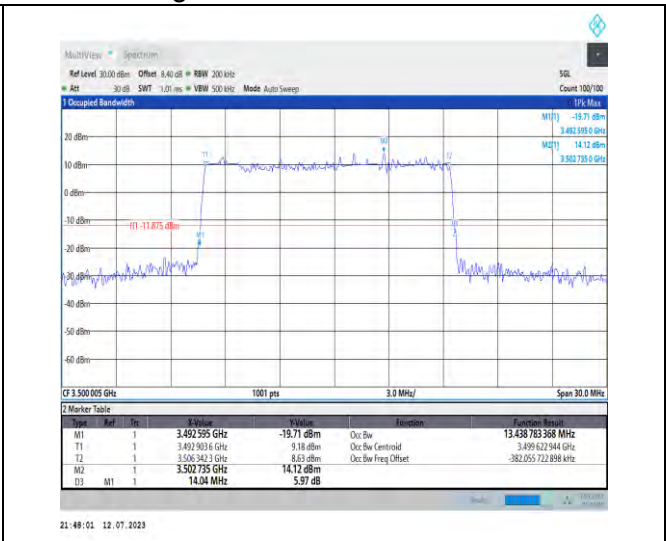 MultiView Spectrum
Ref Level 30.00 dBm Offset 8.40 dB RBW 200 kHz SGL
Att 30 dB SWT 1.01 ms VBW 500 kHz Mode Auto Sweep Count 100/100
1 Occupied Bandwidth 1Pk Max
M1[1] -19.71 dBm
3.492 595 0 GHz
M2[1] 14.12 dBm
3.502 735 0 GHz
20 dBm
M2
T1 T2
10 dBm
0 dBm
-10 dBm
H1 -11.875 dBm
M1
-20 dBm
-30 dBm
-40 dBm
-50 dBm
-60 dBm
CF 3.500 005 GHz 1001 pts 3.0 MHz/ Span 30.0 MHz
2 Marker Table
Type Ref Trc X-Value Y-Value Function Function Result
M1 1 3.492 595 GHz -19.71 dBm Occ Bw 13.438 783 368 MHz
T1 1 3.492 903 6 GHz 9.18 dBm Occ Bw Centroid 3.499 622 944 GHz
T2 1 3.506 342 3 GHz 8.63 dBm Occ Bw Freq Offset -382.055 722 898 kHz
M2 1 3.502 735 GHz 14.12 dBm
D3 M1 1 14.04 MHz 5.97 dB
21:48:01 12.07.2023